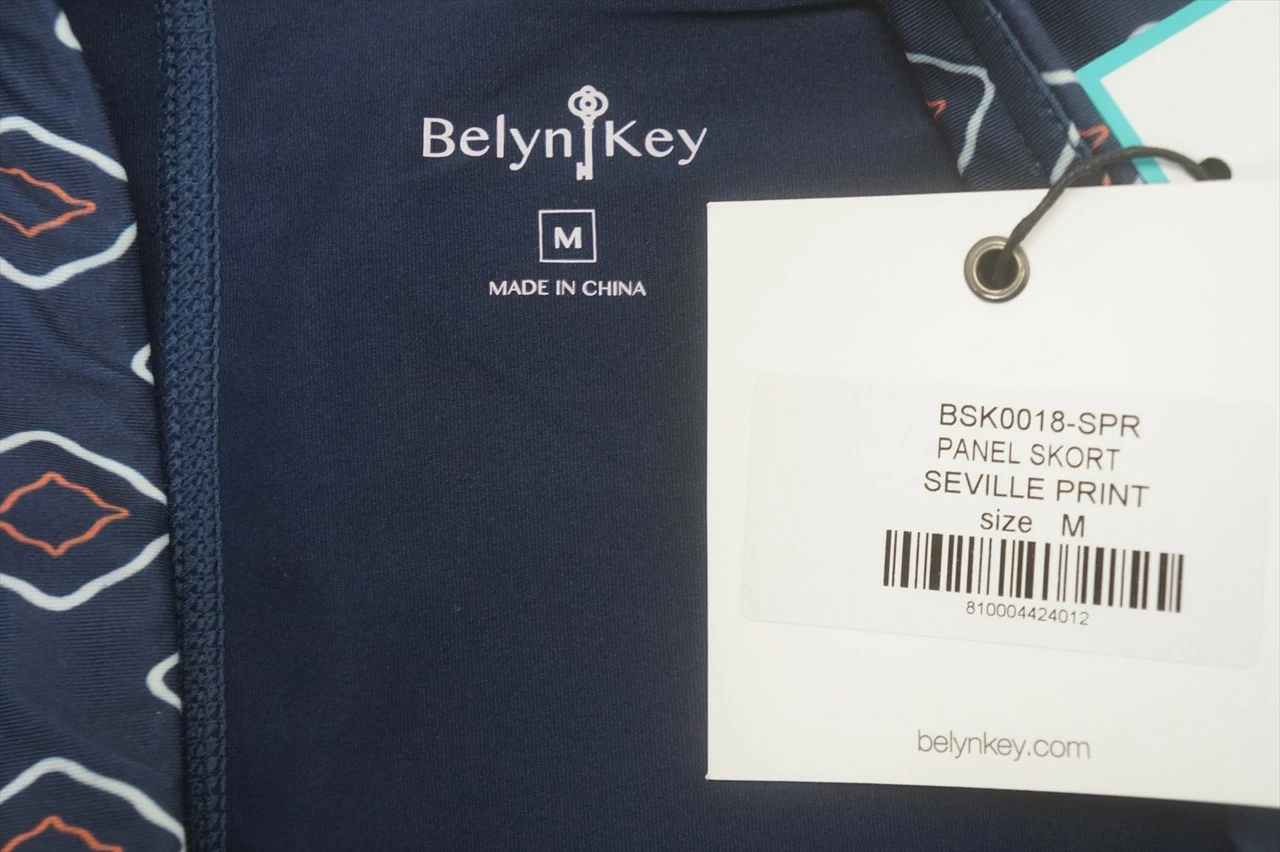 Belyn Key
M
MADE IN CHINA
BSK0018-SPR
PANEL SKORT
SEVILLE PRINT
size M
810004424012
belynkey.com